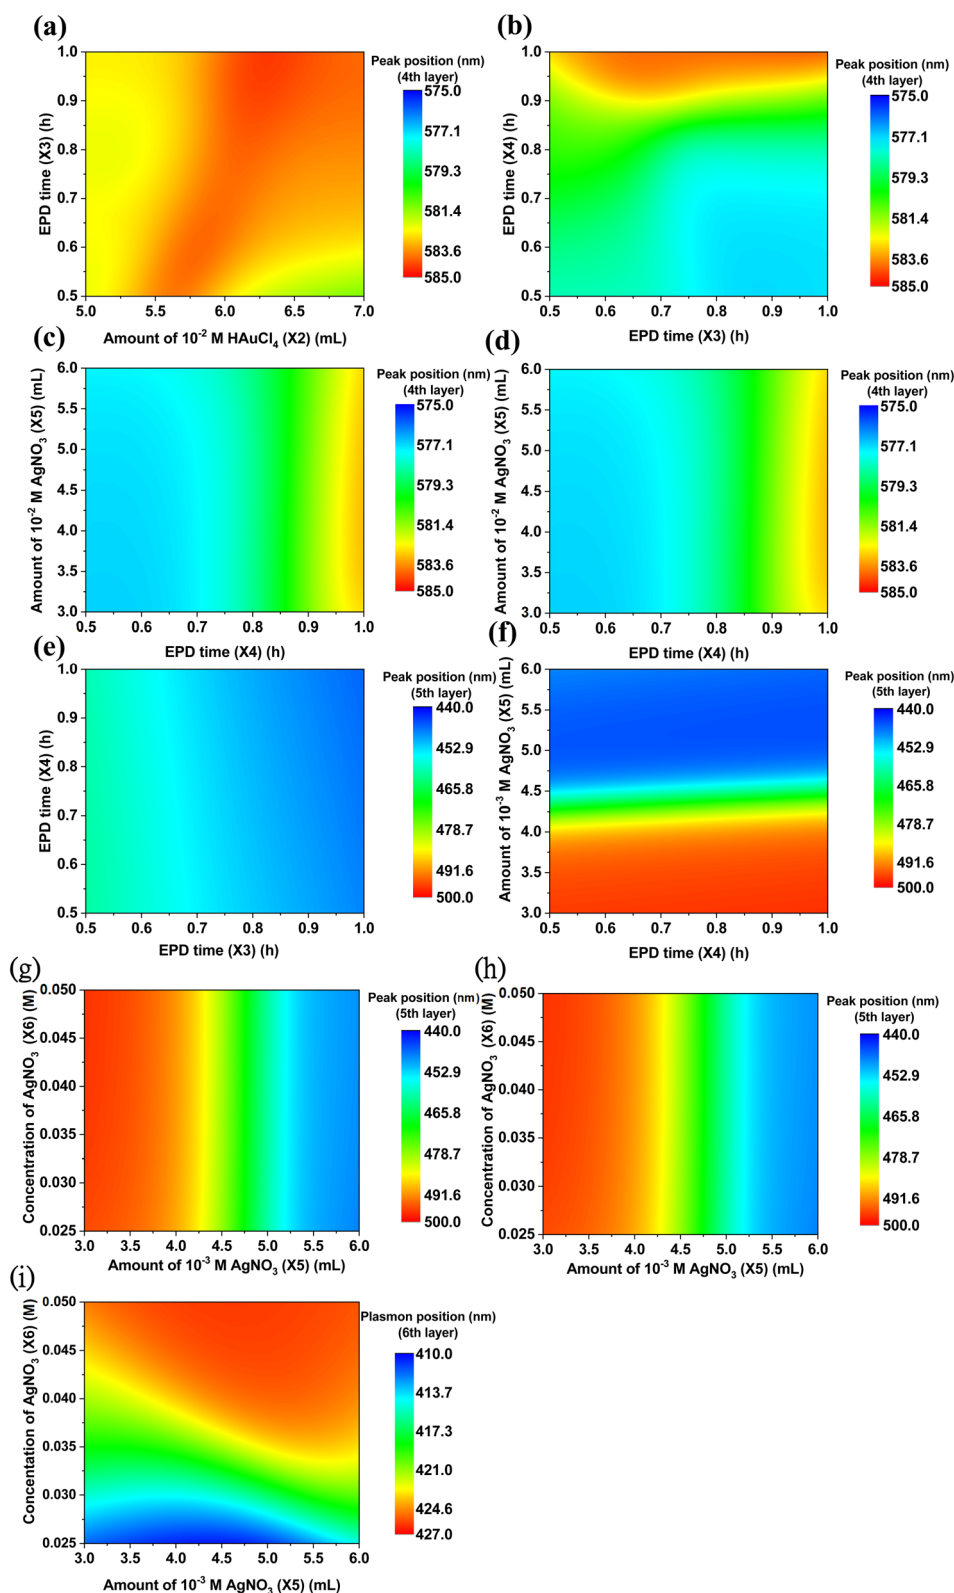 (a)
Peak position (nm)
(4th layer)
EPD time (X3) (h)
1.0
0.9
0.8
0.7
0.6
0.5
5.0 5.5 6.0 6.5 7.0
Amount of 10⁻² M HAuCl₄ (X2) (mL)
575.0
577.1
579.3
581.4
583.6
585.0
(b)
Peak position (nm)
(4th layer)
EPD time (X4) (h)
1.0
0.9
0.8
0.7
0.6
0.5
0.5 0.6 0.7 0.8 0.9 1.0
EPD time (X3) (h)
575.0
577.1
579.3
581.4
583.6
585.0
(c)
Peak position (nm)
(4th layer)
Amount of 10⁻² M AgNO₃ (X5) (mL)
6.0
5.5
5.0
4.5
4.0
3.5
3.0
0.5 0.6 0.7 0.8 0.9 1.0
EPD time (X4) (h)
575.0
577.1
579.3
581.4
583.6
585.0
(d)
Peak position (nm)
(4th layer)
Amount of 10⁻² M AgNO₃ (X5) (mL)
6.0
5.5
5.0
4.5
4.0
3.5
3.0
0.5 0.6 0.7 0.8 0.9 1.0
EPD time (X4) (h)
575.0
577.1
579.3
581.4
583.6
585.0
(e)
Peak position (nm)
(5th layer)
EPD time (X4) (h)
1.0
0.9
0.8
0.7
0.6
0.5
0.5 0.6 0.7 0.8 0.9 1.0
EPD time (X3) (h)
440.0
452.9
465.8
478.7
491.6
500.0
(f)
Peak position (nm)
(5th layer)
Amount of 10⁻³ M AgNO₃ (X5) (mL)
6.0
5.5
5.0
4.5
4.0
3.5
3.0
0.5 0.6 0.7 0.8 0.9 1.0
EPD time (X4) (h)
440.0
452.9
465.8
478.7
491.6
500.0
(g)
Peak position (nm)
(5th layer)
Concentration of AgNO₃ (X6) (M)
0.050
0.045
0.040
0.035
0.030
0.025
3.0 3.5 4.0 4.5 5.0 5.5 6.0
Amount of 10⁻³ M AgNO₃ (X5) (mL)
440.0
452.9
465.8
478.7
491.6
500.0
(h)
Peak position (nm)
(5th layer)
Concentration of AgNO₃ (X6) (M)
0.050
0.045
0.040
0.035
0.030
0.025
3.0 3.5 4.0 4.5 5.0 5.5 6.0
Amount of 10⁻³ M AgNO₃ (X5) (mL)
440.0
452.9
465.8
478.7
491.6
500.0
(i)
Plasmon position (nm)
(6th layer)
Concentation of AgNO₃ (X6) (M)
0.050
0.045
0.040
0.035
0.030
0.025
3.0 3.5 4.0 4.5 5.0 5.5 6.0
Amount of 10⁻³ M AgNO₃ (X5) (mL)
410.0
413.7
417.3
421.0
424.6
427.0